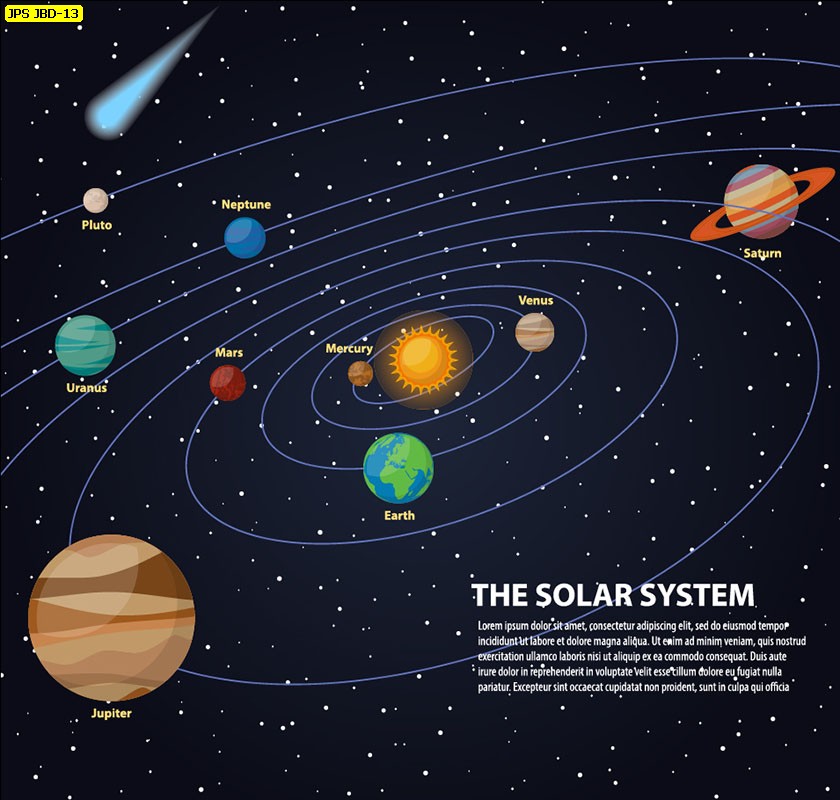 JPS JBD-13
Pluto
Neptune
Saturn
Uranus
Mars
Mercury
Venus
Earth
Jupiter
THE SOLAR SYSTEM
Lorem ipsum dolor sit amet, consectetur adipiscing elit, sed do eiusmod tempor
incididunt ut labore et dolore magna aliqua. Ut enim ad minim veniam, quis nostrud
exercitation ullamco laboris nisi ut aliquip ex ea commodo consequat. Duis aute
irure dolor in reprehenderit in voluptate velit esse cillum dolore eu fugiat nulla
pariatur. Excepteur sint occaecat cupidatat non proident, sunt in culpa qui officia